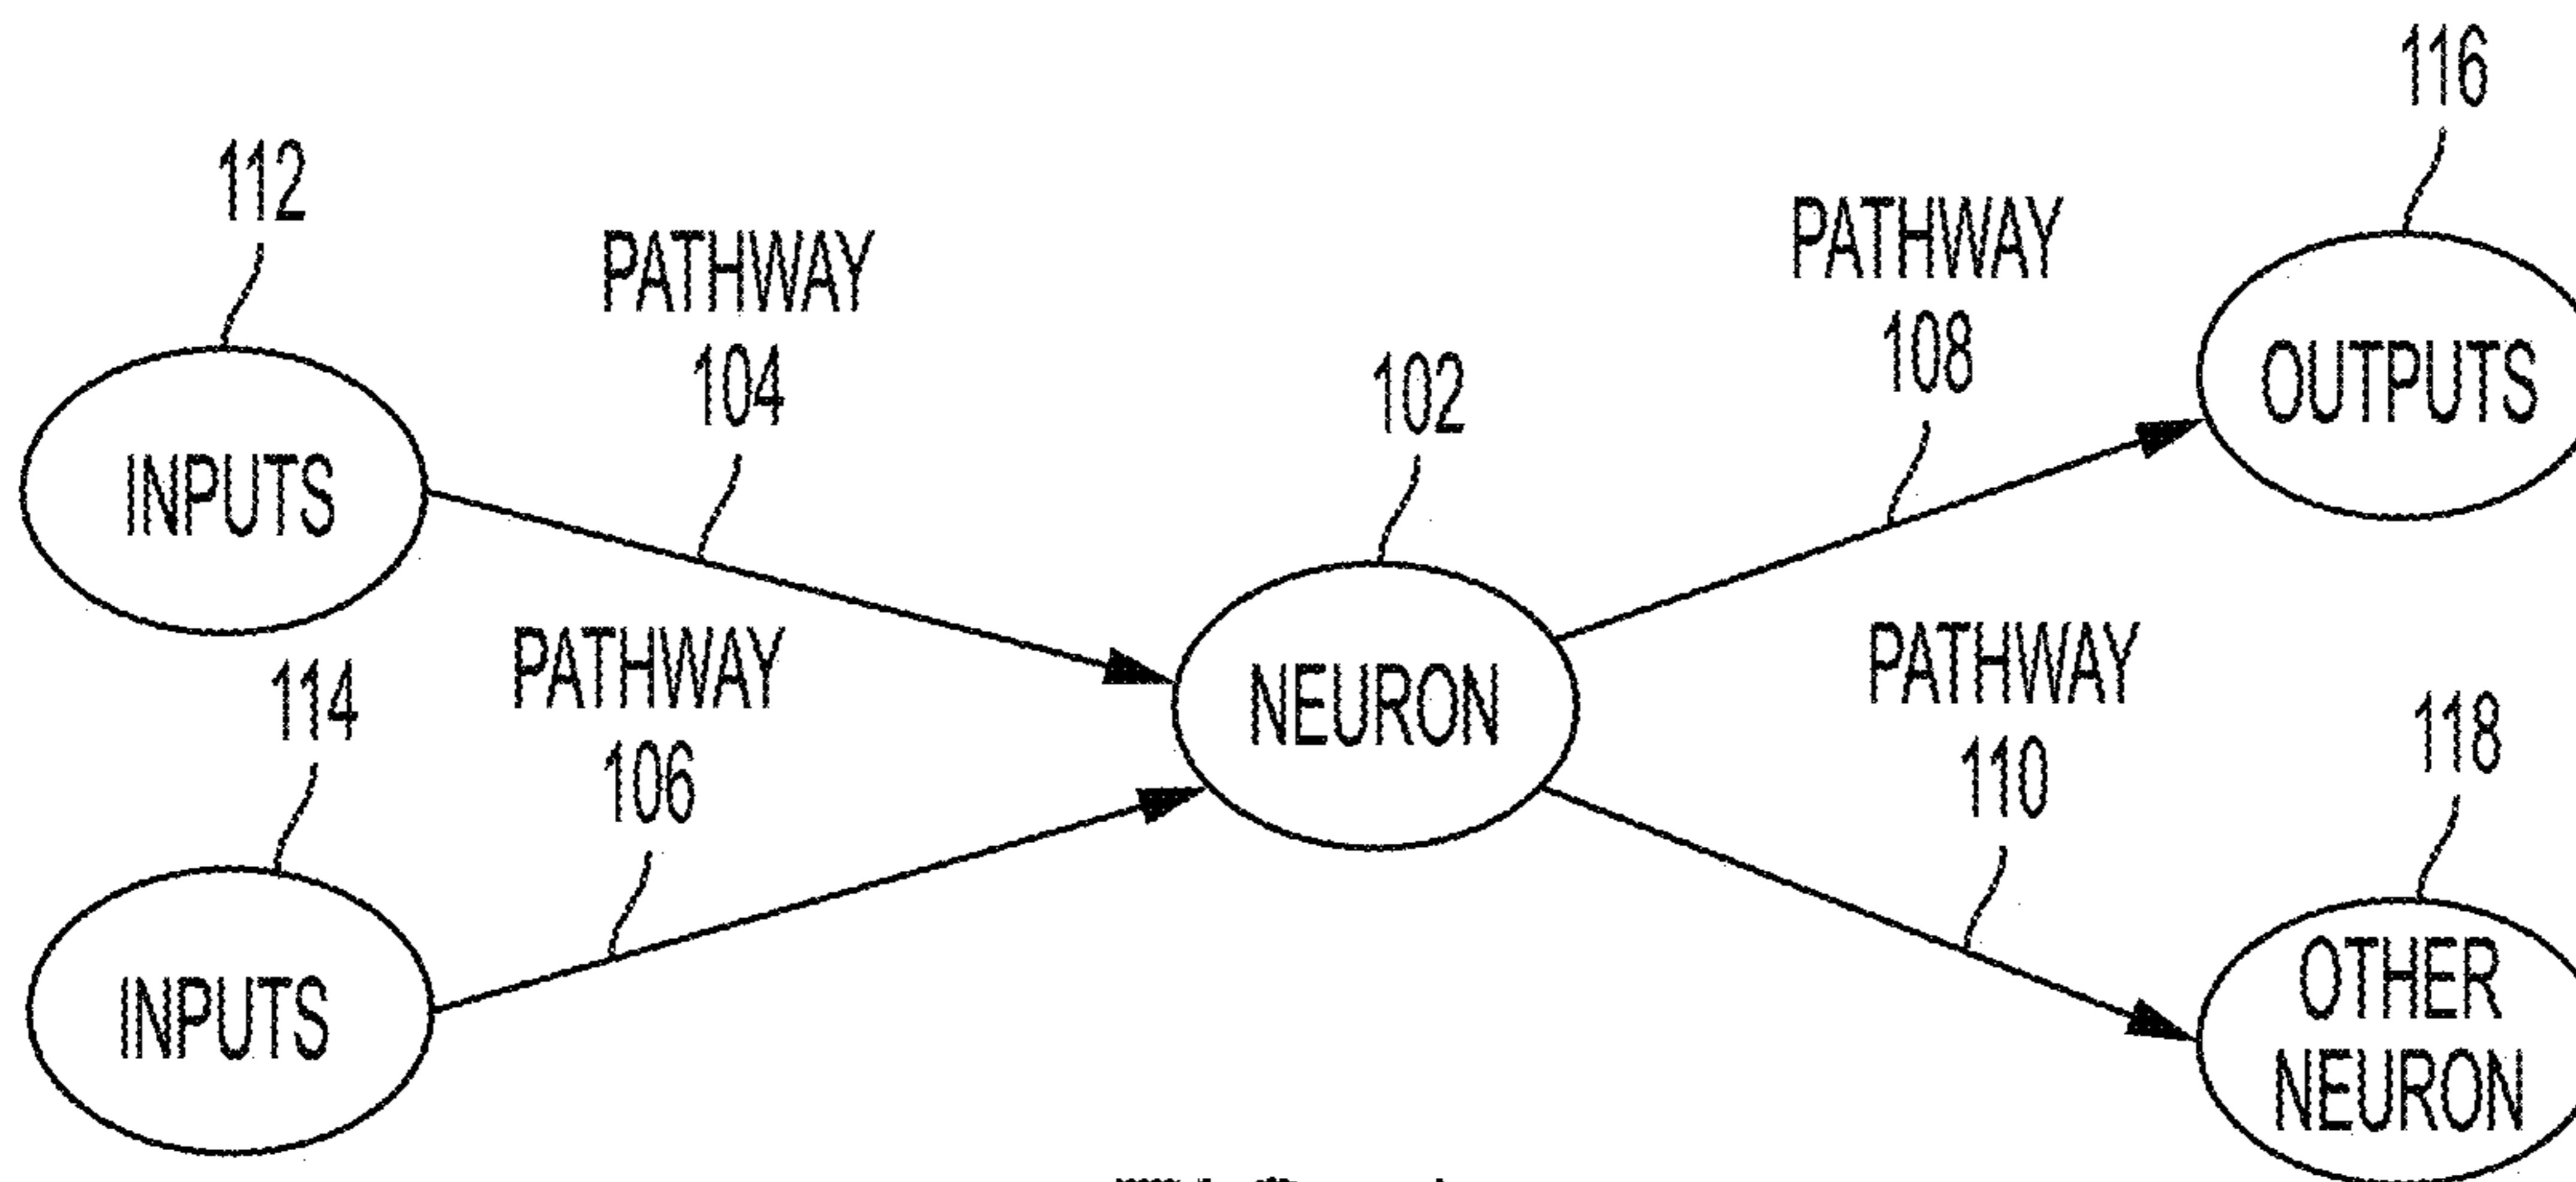 116
112
PATHWAY
108
PATHWAY
104
102
OUTPUTS
INPUTS
PATHWAY
110
PATHWAY
106
114
NEURON
118
INPUTS
OTHER
NEURON